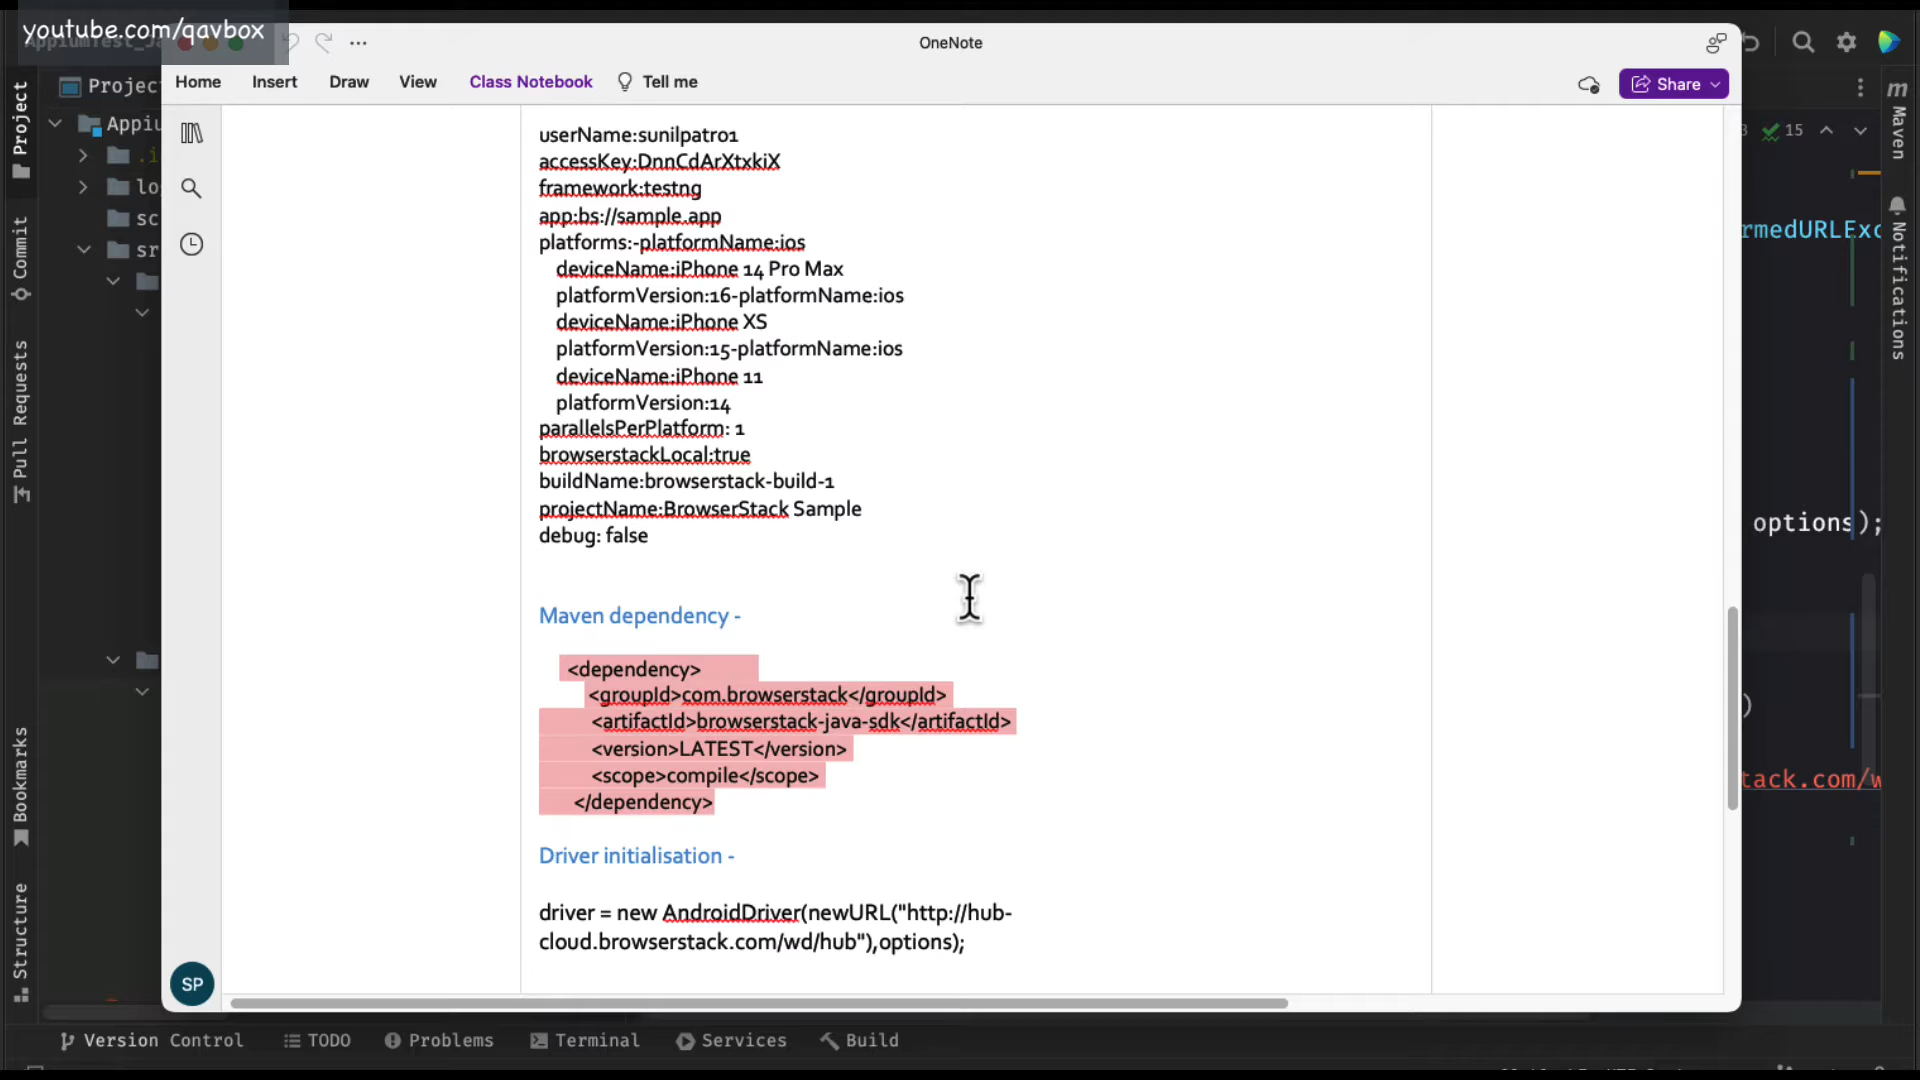 youtube.com/qavbox
OneNote
Home Insert Draw View Class Notebook Tell me
Share
Project
userName:sunilpatro1
accessKey:DnnCdArXtxkiX
framework:testng
app:bs://sample.app
platforms:-platformName:ios
deviceName:iPhone 14 Pro Max
platformVersion:16-platformName:ios
deviceName:iPhone XS
platformVersion:15-platformName:ios
deviceName:iPhone 11
platformVersion:14
parallelsPerPlatform: 1
browserstackLocal:true
buildName:browserstack-build-1
projectName:BrowserStack Sample
debug: false
Maven dependency -
<dependency>
<groupId>com.browserstack</groupId>
<artifactId>browserstack-java-sdk</artifactId>
<version>LATEST</version>
<scope>compile</scope>
</dependency>
Driver initialisation -
driver = new AndroidDriver(newURL("http://hub-
cloud.browserstack.com/wd/hub"),options);
SP
Commit
Pull Requests
Bookmarks
Structure
15
m
Maven
Notifications
options);
Version Control TODO Problems Terminal Services Build